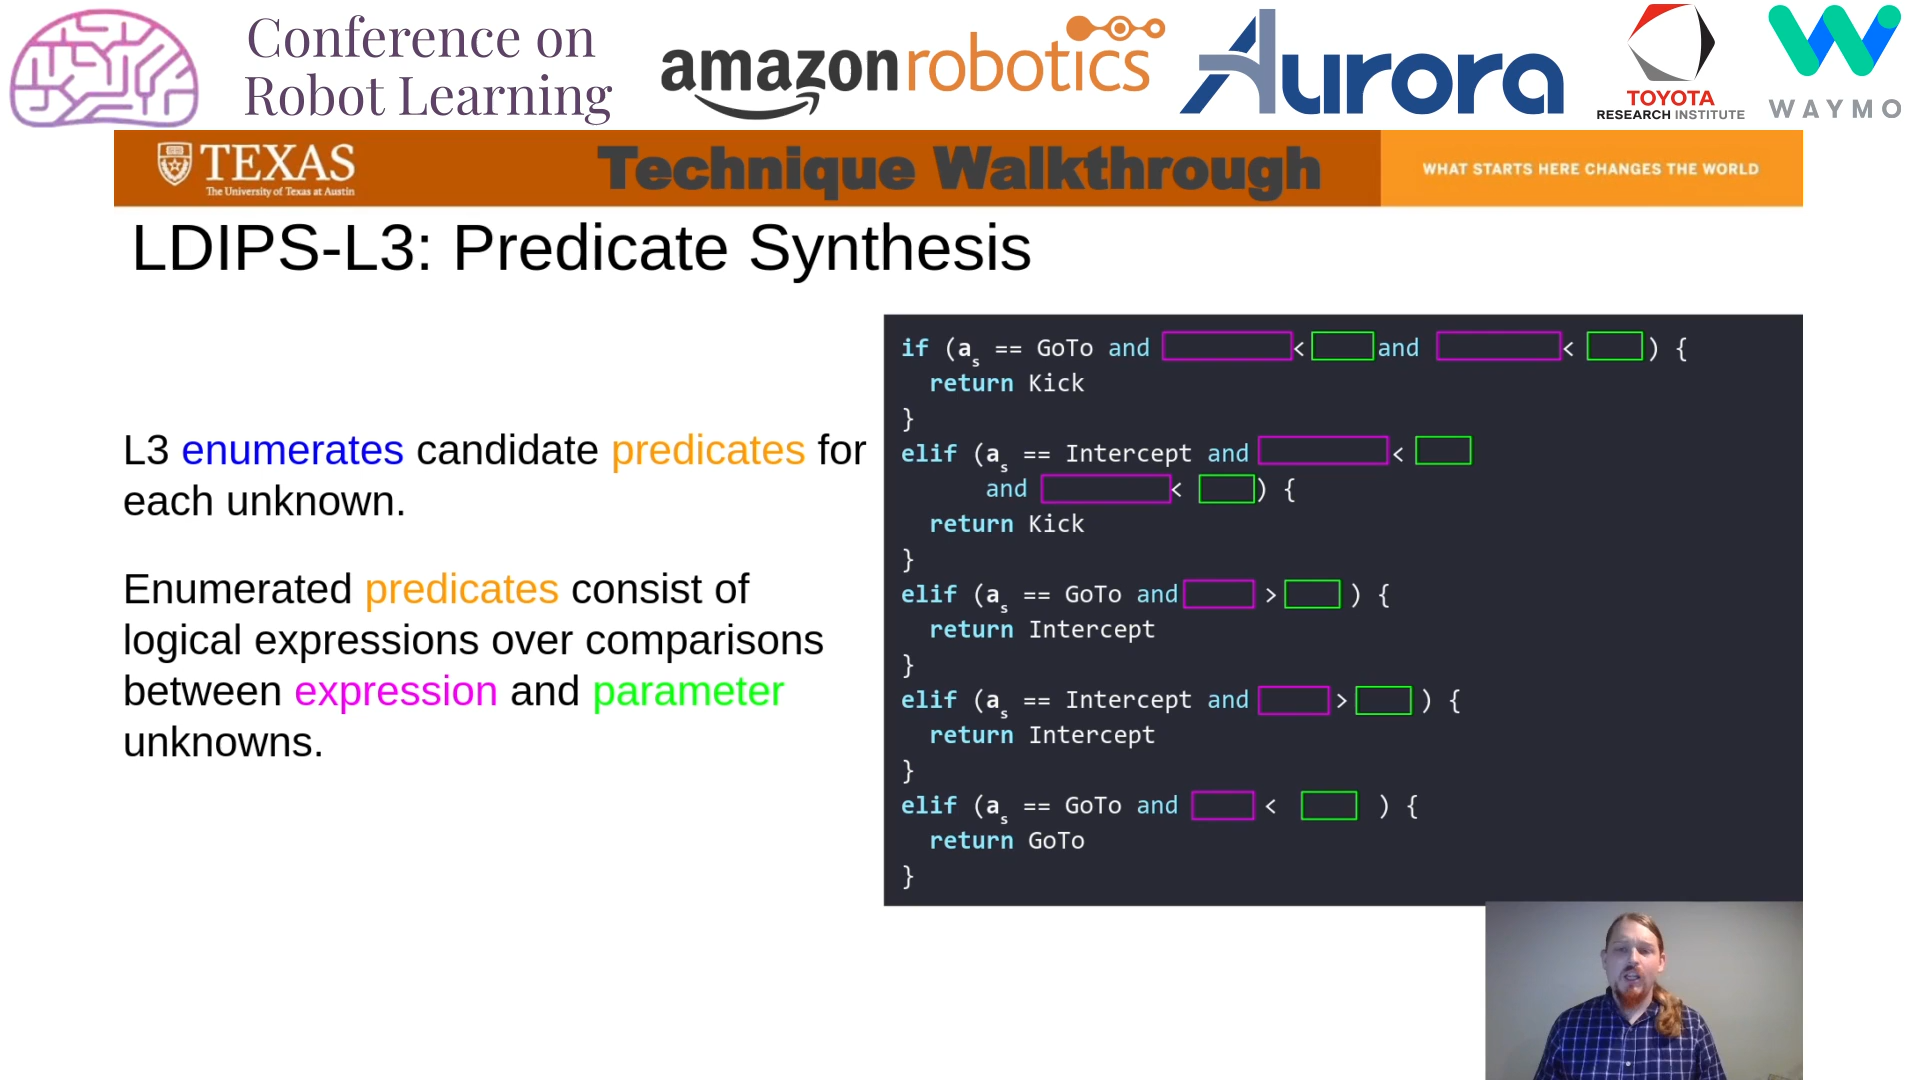 Conference on
Robot Learning
amazon robotics
Aurora
TOYOTA
RESEARCH INSTITUTE
WAYMO
TEXAS
The University of Texas at Austin
Technique Walkthrough
WHAT STARTS HERE CHANGES THE WORLD
LDIPS-L3: Predicate Synthesis
L3 enumerates candidate predicates for
each unknown.
Enumerated predicates consist of
logical expressions over comparisons
between expression and parameter
unknowns.
if (as == GoTo and < and < ) {
return Kick
}
elif (as == Intercept and <
and < ) {
return Kick
}
elif (as == GoTo and > ) {
return Intercept
}
elif (as == Intercept and > ) {
return Intercept
}
elif (as == GoTo and < ) {
return GoTo
}